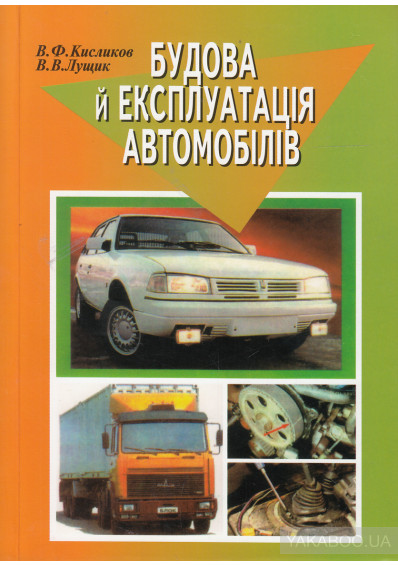 В.Ф.Кисликов
В.В.Лущик
БУДОВА
й ЕКСПЛУАТАЦІЯ
АВТОМОБІЛІВ
YAKABOO.UA